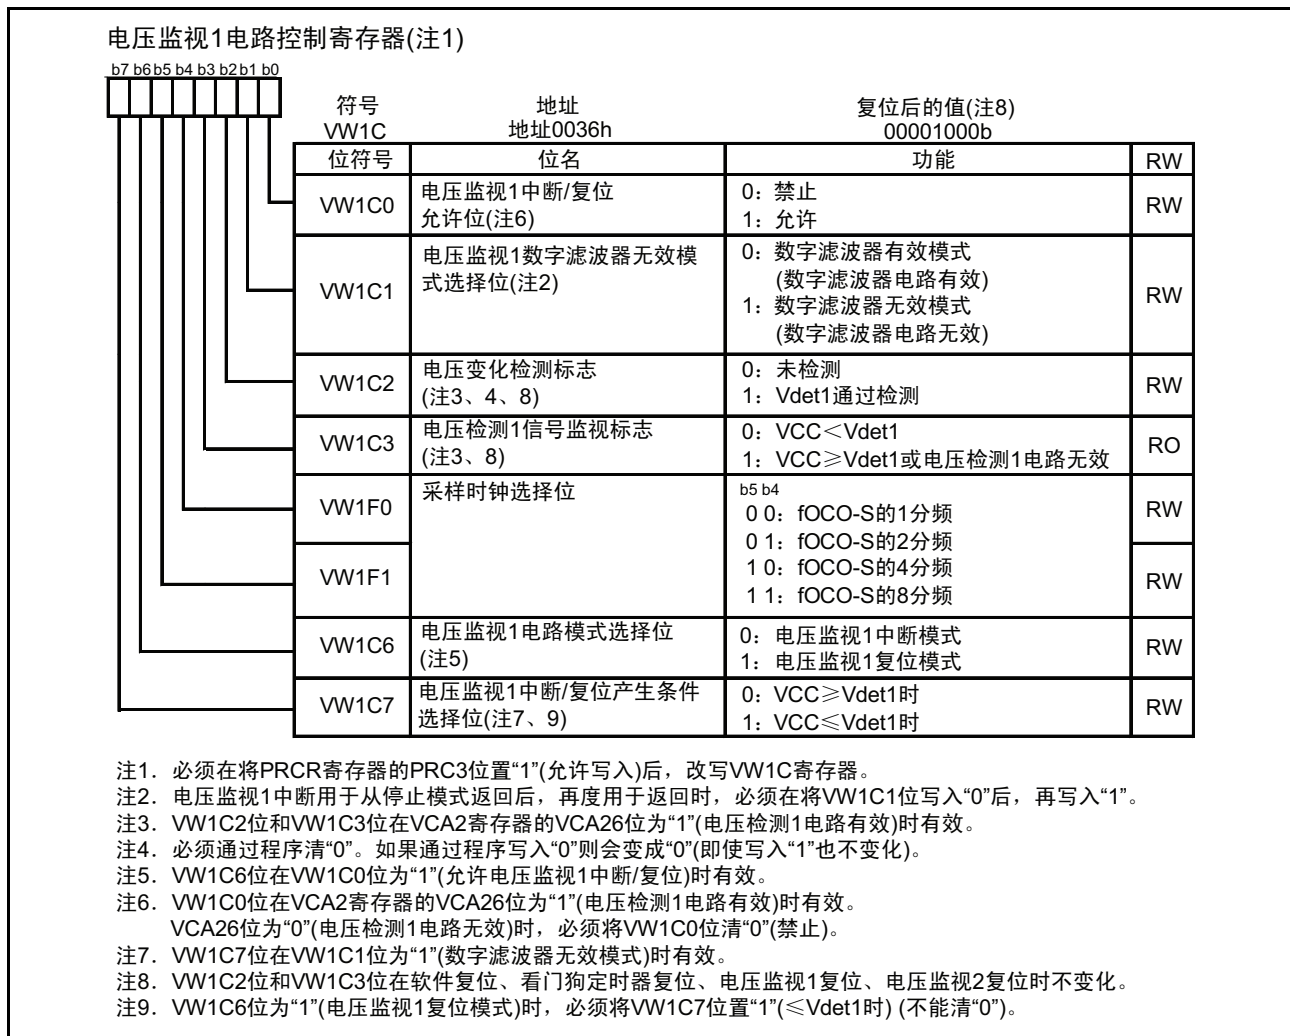 电压监视1电路控制寄存器(注1)
b7 b6 b5 b4 b3 b2 b1 b0
符号 地址 复位后的值(注8)
VW1C 地址0036h 00001000b
位符号 位名 功能 RW
VW1C0 电压监视1中断/复位 0：禁止 RW
允许位(注6) 1：允许
VW1C1 电压监视1数字滤波器无效模 0：数字滤波器有效模式 RW
式选择位(注2) (数字滤波器电路有效)
1：数字滤波器无效模式
(数字滤波器电路无效)
VW1C2 电压变化检测标志 0：未检测 RW
(注3、4、8) 1：Vdet1通过检测
VW1C3 电压检测1信号监视标志 0：VCC＜Vdet1 RO
(注3、8) 1：VCC≥Vdet1或电压检测1电路无效
VW1F0 采样时钟选择位 b5 b4 RW
0 0：fOCO-S的1分频
0 1：fOCO-S的2分频
VW1F1 1 0：fOCO-S的4分频 RW
1 1：fOCO-S的8分频
VW1C6 电压监视1电路模式选择位 0：电压监视1中断模式 RW
(注5) 1：电压监视1复位模式
VW1C7 电压监视1中断/复位产生条件 0：VCC≥Vdet1时 RW
选择位(注7、9) 1：VCC≤Vdet1时
注1．必须在将PRCR寄存器的PRC3位置“1”(允许写入)后，改写VW1C寄存器。
注2．电压监视1中断用于从停止模式返回后，再度用于返回时，必须在将VW1C1位写入“0”后，再写入“1”。
注3．VW1C2位和VW1C3位在VCA2寄存器的VCA26位为“1”(电压检测1电路有效)时有效。
注4．必须通过程序清“0”。如果通过程序写入“0”则会变成“0”(即使写入“1”也不变化)。
注5．VW1C6位在VW1C0位为“1”(允许电压监视1中断/复位)时有效。
注6．VW1C0位在VCA2寄存器的VCA26位为“1”(电压检测1电路有效)时有效。
VCA26位为“0”(电压检测1电路无效)时，必须将VW1C0位清“0”(禁止)。
注7．VW1C7位在VW1C1位为“1”(数字滤波器无效模式)时有效。
注8．VW1C2位和VW1C3位在软件复位、看门狗定时器复位、电压监视1复位、电压监视2复位时不变化。
注9．VW1C6位为“1”(电压监视1复位模式)时，必须将VW1C7位置“1”(≤Vdet1时) (不能清“0”)。